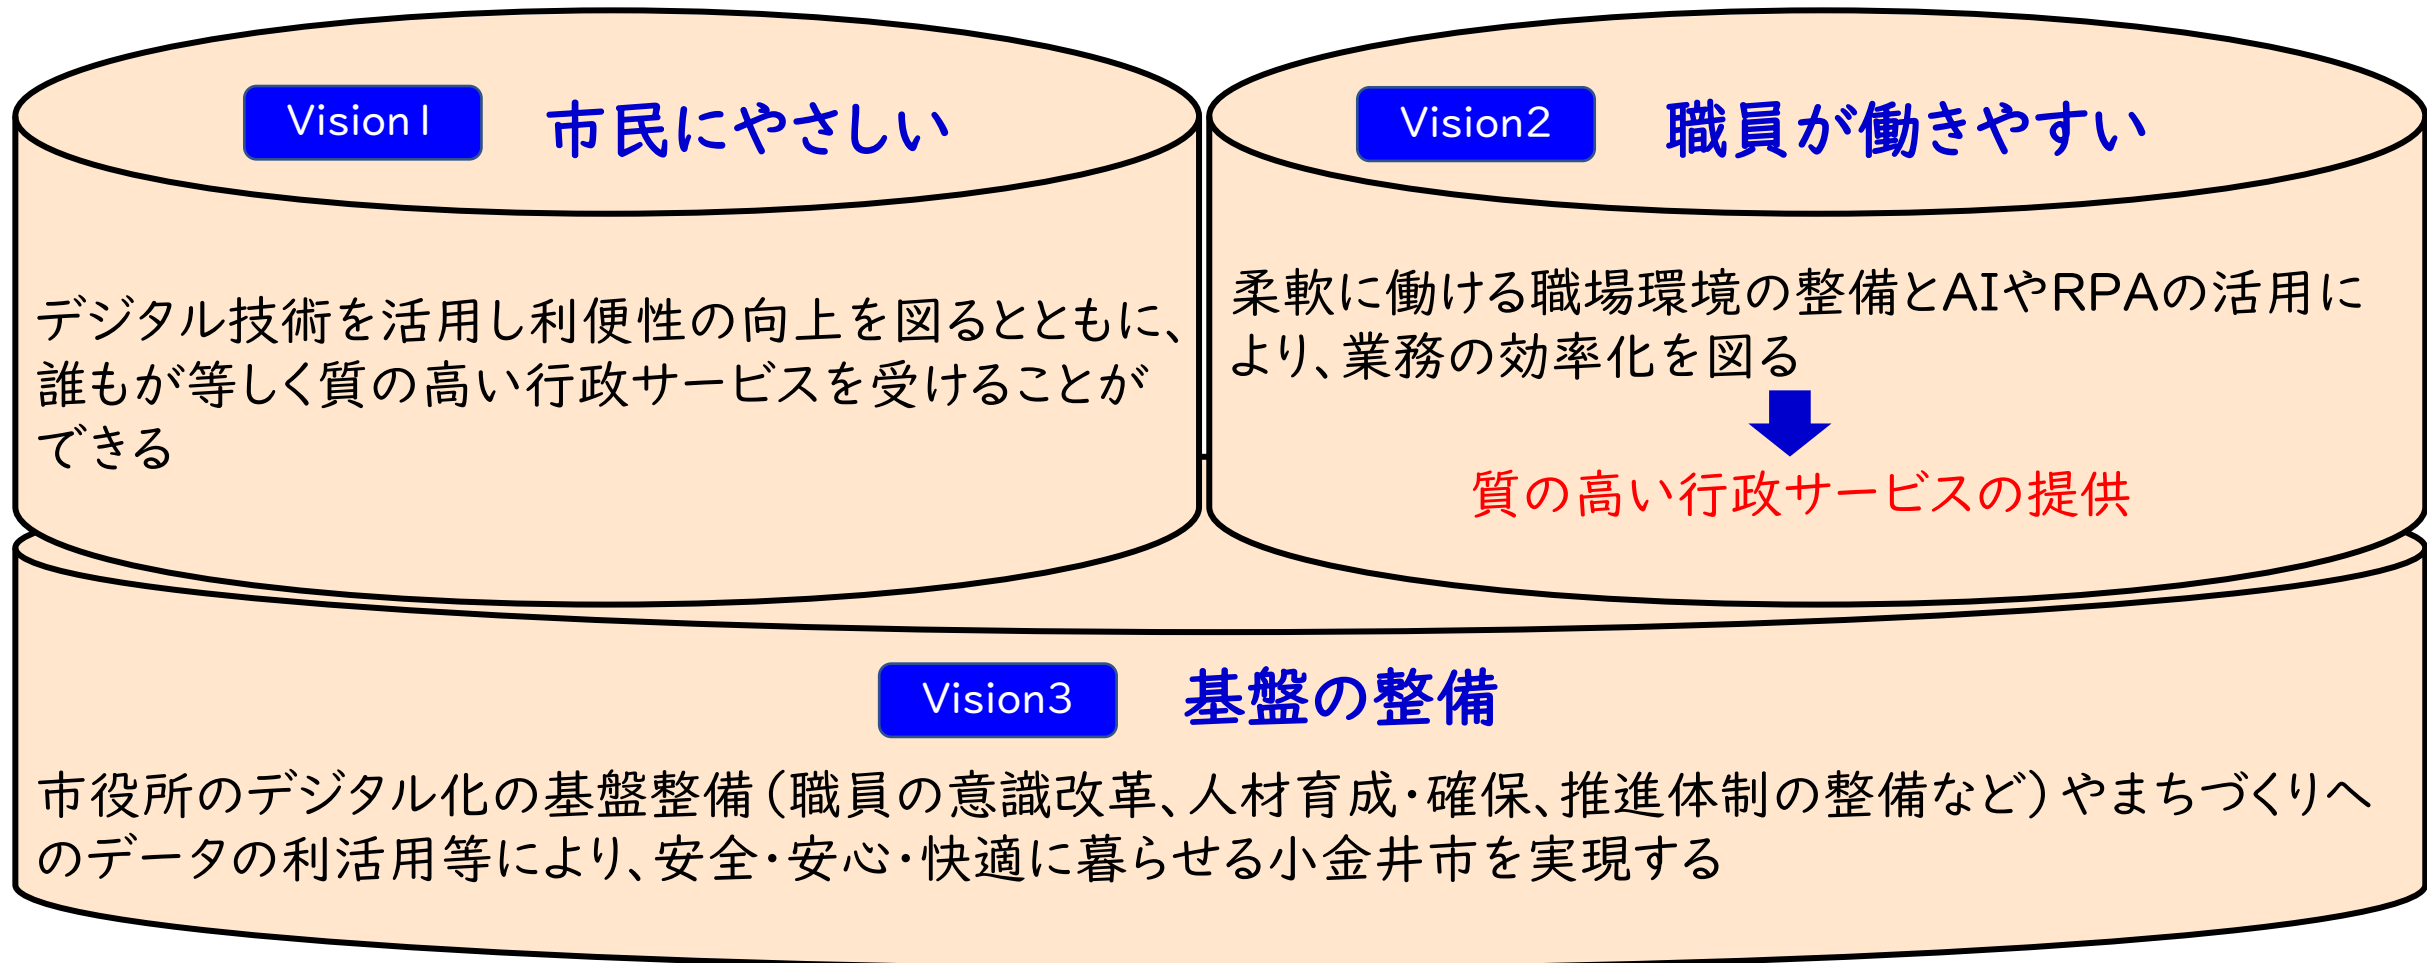 Vision1 市民にやさしい
デジタル技術を活用し利便性の向上を図るとともに、
誰もが等しく質の高い行政サービスを受けることが
できる
Vision2 職員が働きやすい
柔軟に働ける職場環境の整備とAIやRPAの活用に
より、業務の効率化を図る
質の高い行政サービスの提供
Vision3 基盤の整備
市役所のデジタル化の基盤整備（職員の意識改革、人材育成・確保、推進体制の整備など）やまちづくりへ
のデータの利活用等により、安全・安心・快適に暮らせる小金井市を実現する